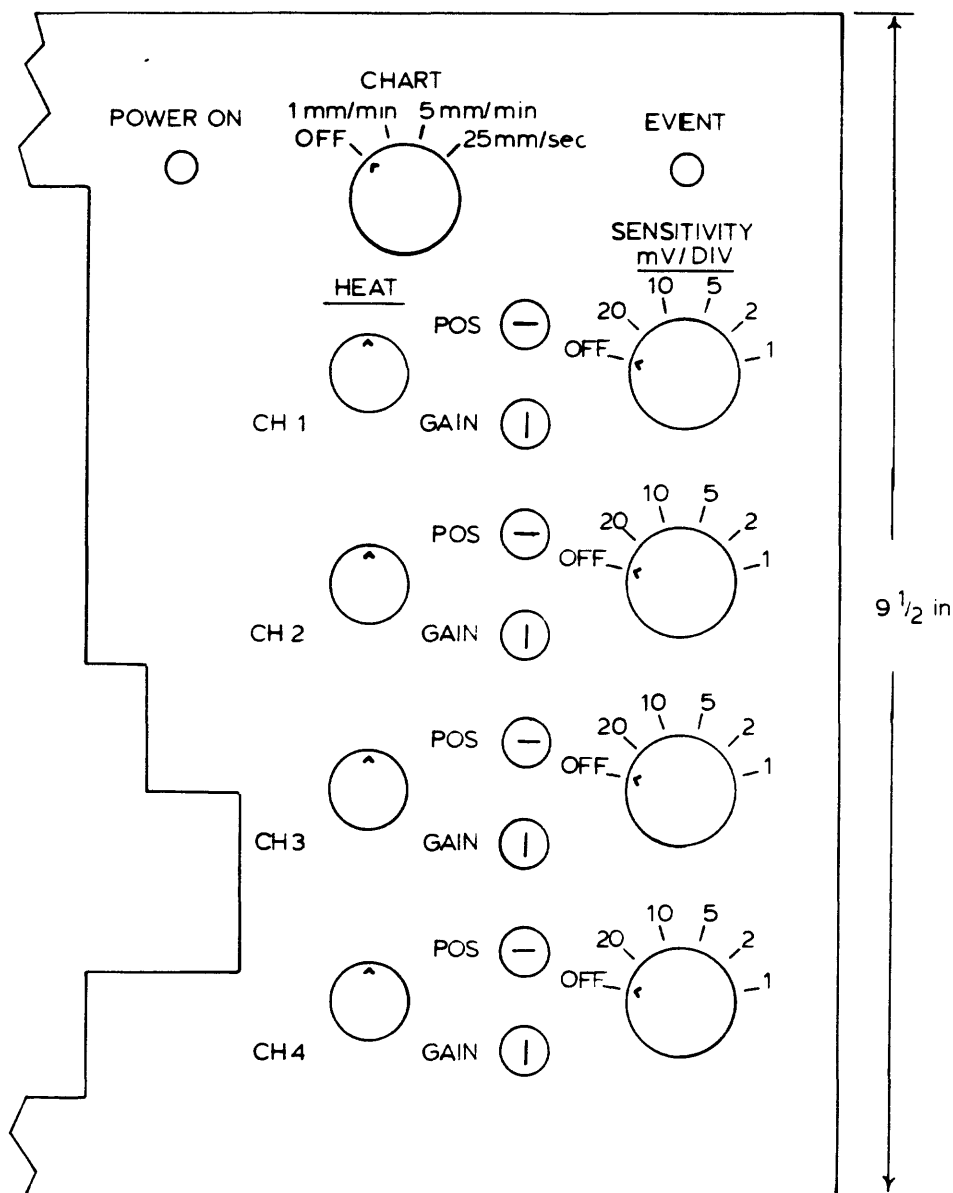 CHART
POWER ON
1 mm/min 5 mm/min
EVENT
OFF 25mm/sec
SENSITIVITY
mV/DIV
HEAT
10 5
POS 20 2
OFF 1
CH 1 GAIN
10 5
POS 20 2
OFF 1
CH 2 GAIN
9 1/2 in
10 5
POS 20 2
OFF 1
CH 3 GAIN
10 5
POS 20 2
OFF 1
CH 4 GAIN